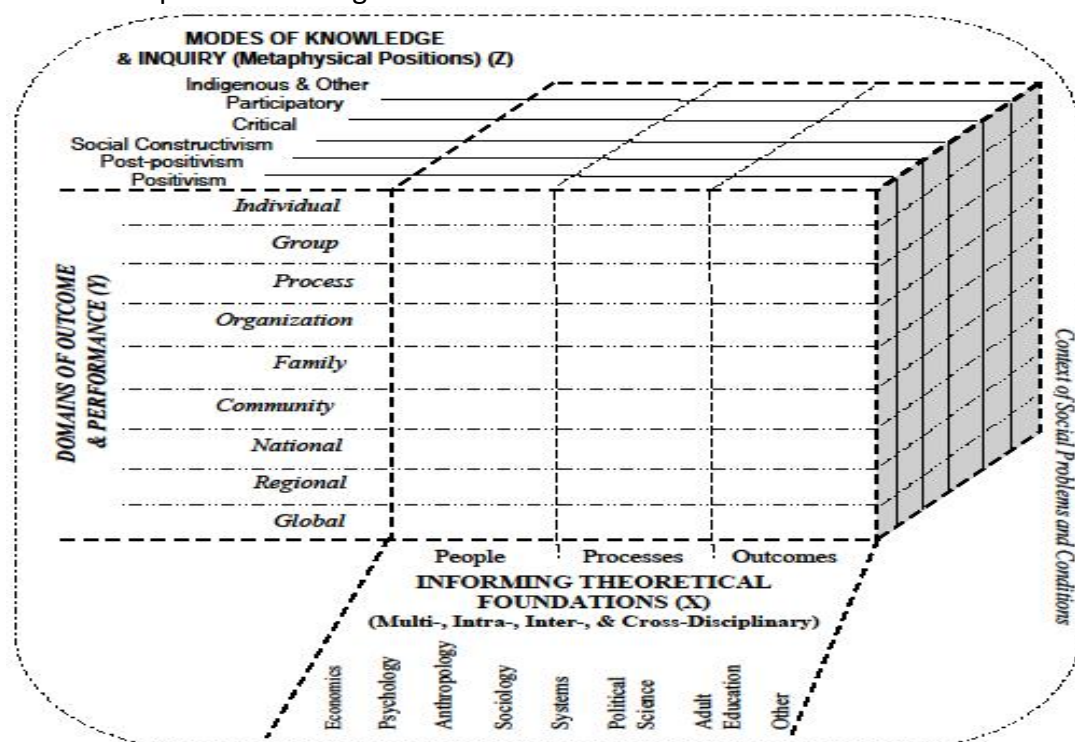 MODES OF KNOWLEDGE
& INQUIRY (Metaphysical Positions) (Z)
Indigenous & Other
Participatory
Critical
Social Constructivism
Post-positivism
Positivism
Individual
Group
Process
Organization
Family
Community
National
Regional
Global
DOMAINS OF OUTCOME
& PERFORMANCE (Y)
Context of Social Problems and Conditions
People
Processes
Outcomes
INFORMING THEORETICAL
FOUNDATIONS (X)
(Multi-, Intra-, Inter-, & Cross-Disciplinary)
Economics
Psychology
Anthropology
Sociology
Systems
Political
Science
Adult
Education
Other